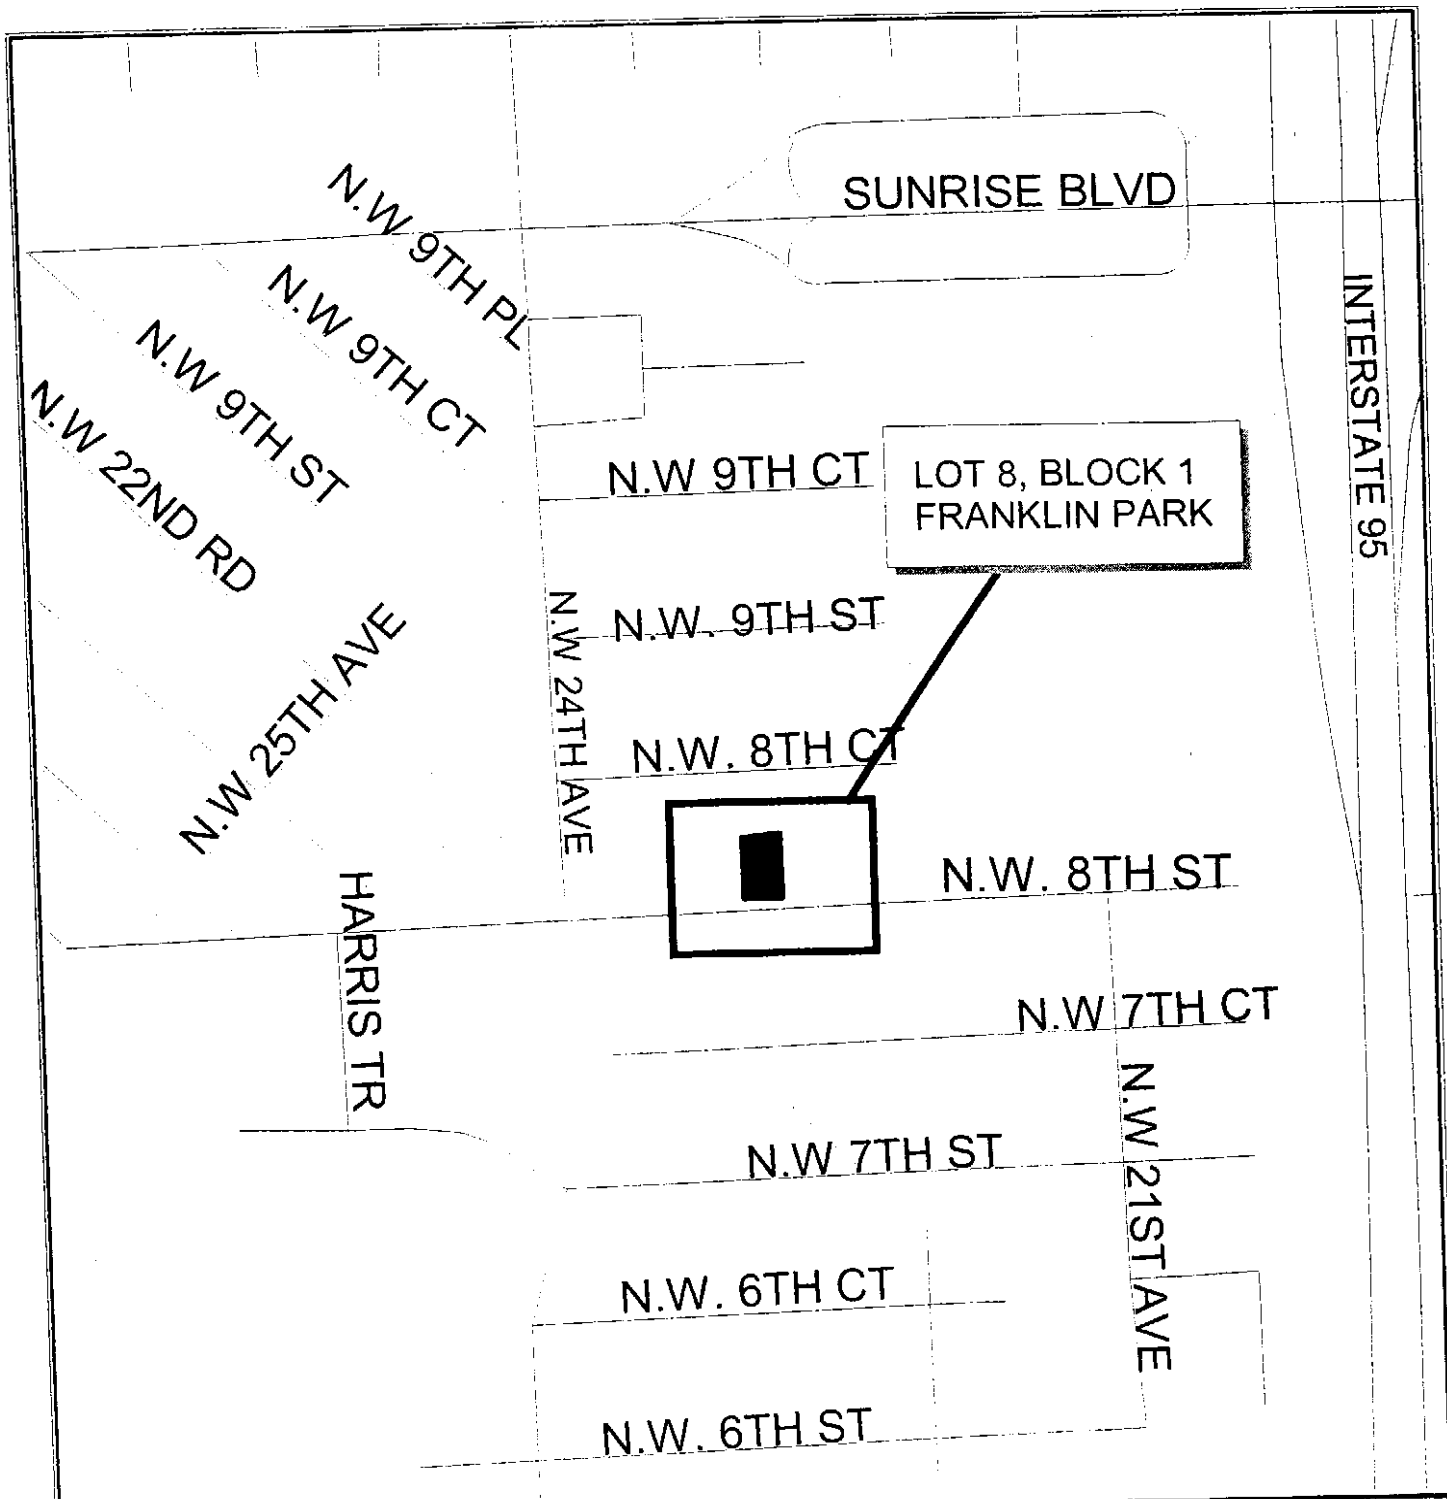 SUNRISE BLVD
N.W 9TH PL
N.W 9TH CT
N.W 9TH ST
N.W 22ND RD
INTERSTATE 95
N.W 9TH CT
LOT 8, BLOCK 1
FRANKLIN PARK
N.W. 9TH ST
N.W 24TH AVE
N.W 25TH AVE
N.W. 8TH CT
N.W. 8TH ST
HARRIS TR
N.W 7TH CT
N.W 21ST AVE
N.W 7TH ST
N.W. 6TH CT
N.W. 6TH ST